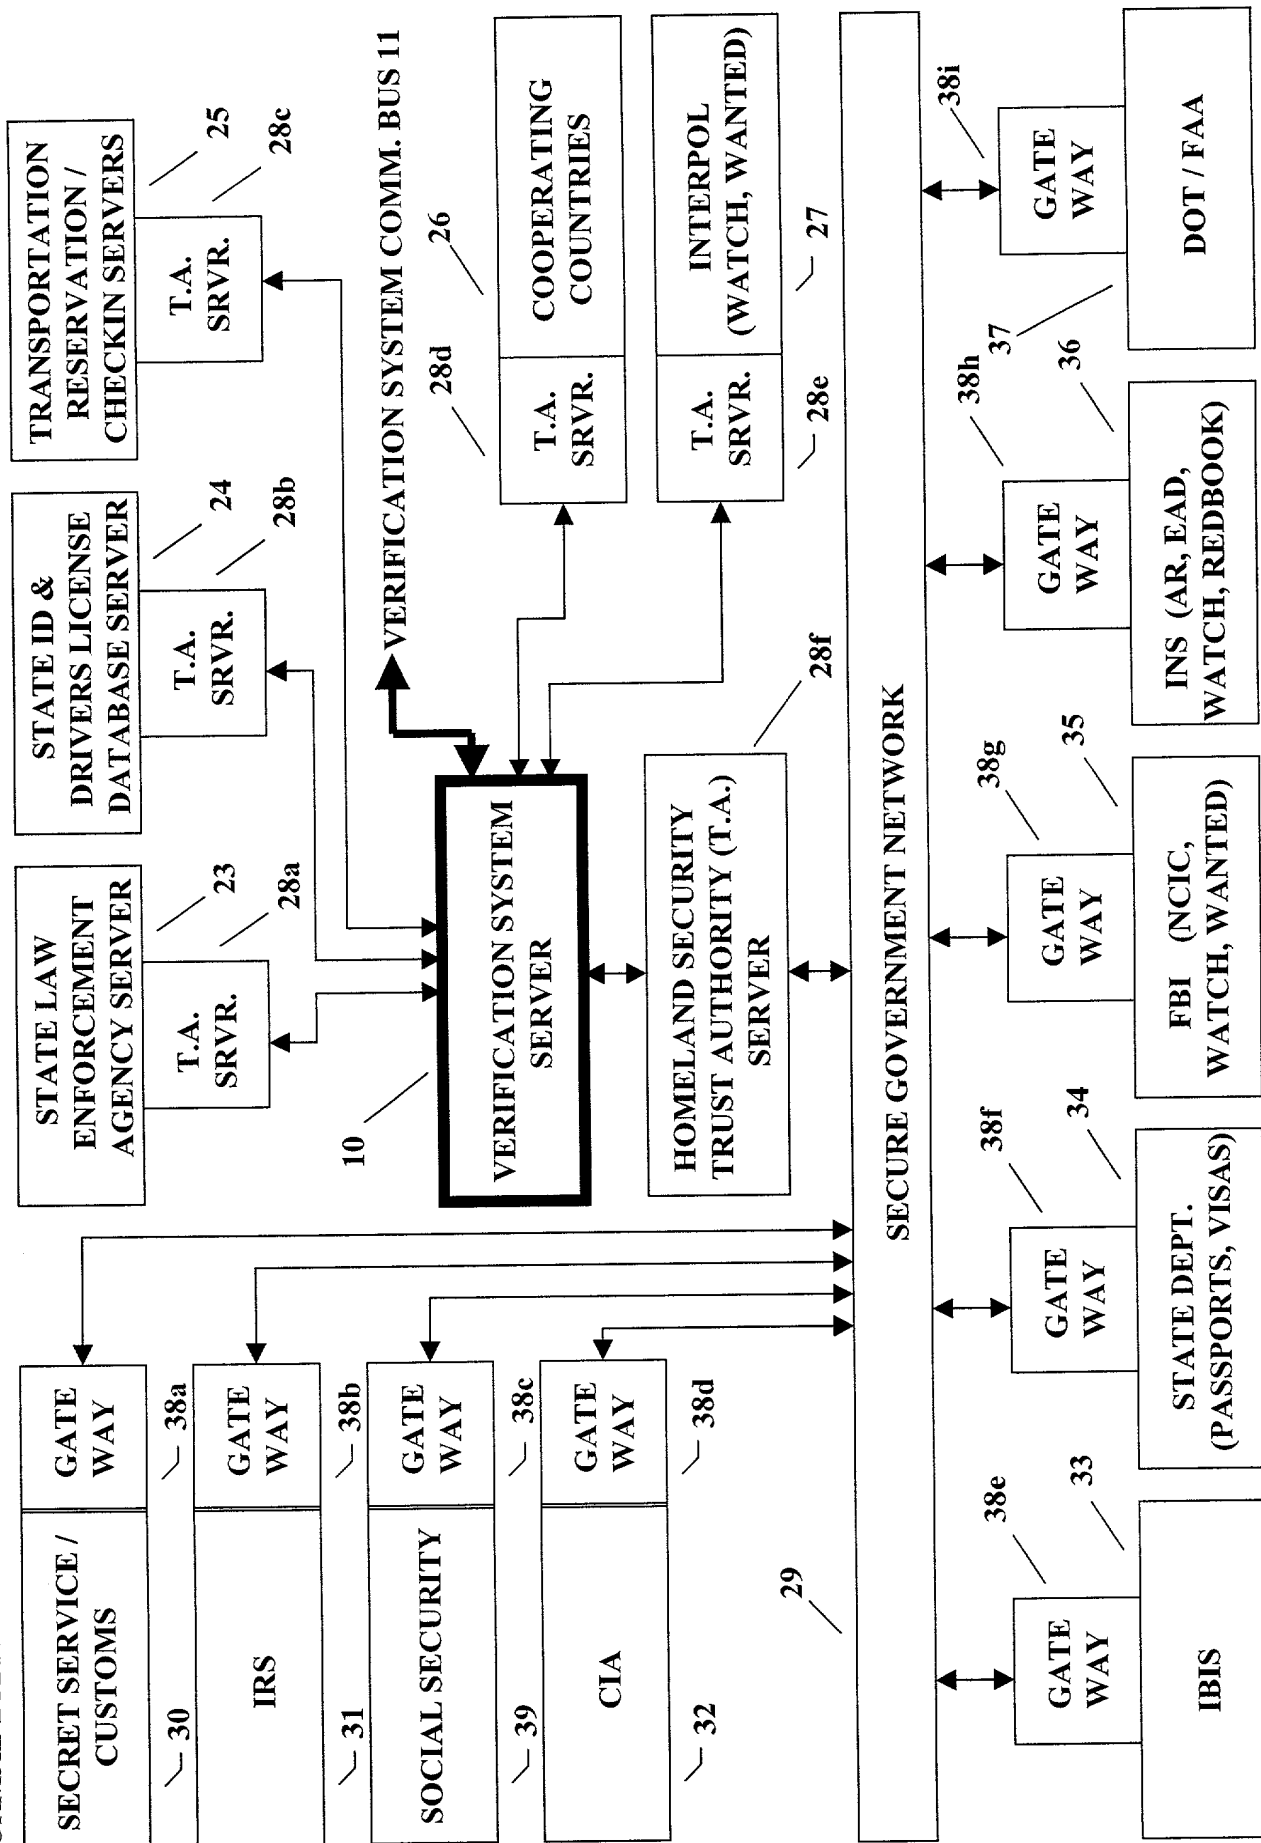 SECRET SERVICE /
CUSTOMS
GATE
WAY
30
38a
IRS
GATE
WAY
31
38b
SOCIAL SECURITY
GATE
WAY
39
38c
CIA
GATE
WAY
32
38d
STATE LAW
ENFORCEMENT
AGENCY SERVER
T.A.
SRVR.
23
28a
STATE ID &
DRIVERS LICENSE
DATABASE SERVER
T.A.
SRVR.
24
28b
TRANSPORTATION
RESERVATION /
CHECKIN SERVERS
T.A.
SRVR.
25
28c
VERIFICATION SYSTEM COMM. BUS 11
10
VERIFICATION SYSTEM
SERVER
28d
26
T.A.
SRVR.
COOPERATING
COUNTRIES
T.A.
SRVR.
INTERPOL
(WATCH, WANTED)
28e
27
HOMELAND SECURITY
TRUST AUTHORITY (T.A.)
SERVER
28f
29
SECURE GOVERNMENT NETWORK
38e
GATE
WAY
33
IBIS
38f
GATE
WAY
34
STATE DEPT.
(PASSPORTS, VISAS)
38g
GATE
WAY
35
FBI (NCIC,
WATCH, WANTED)
38h
GATE
WAY
36
INS (AR, EAD,
WATCH, REDBOOK)
38i
GATE
WAY
37
DOT / FAA